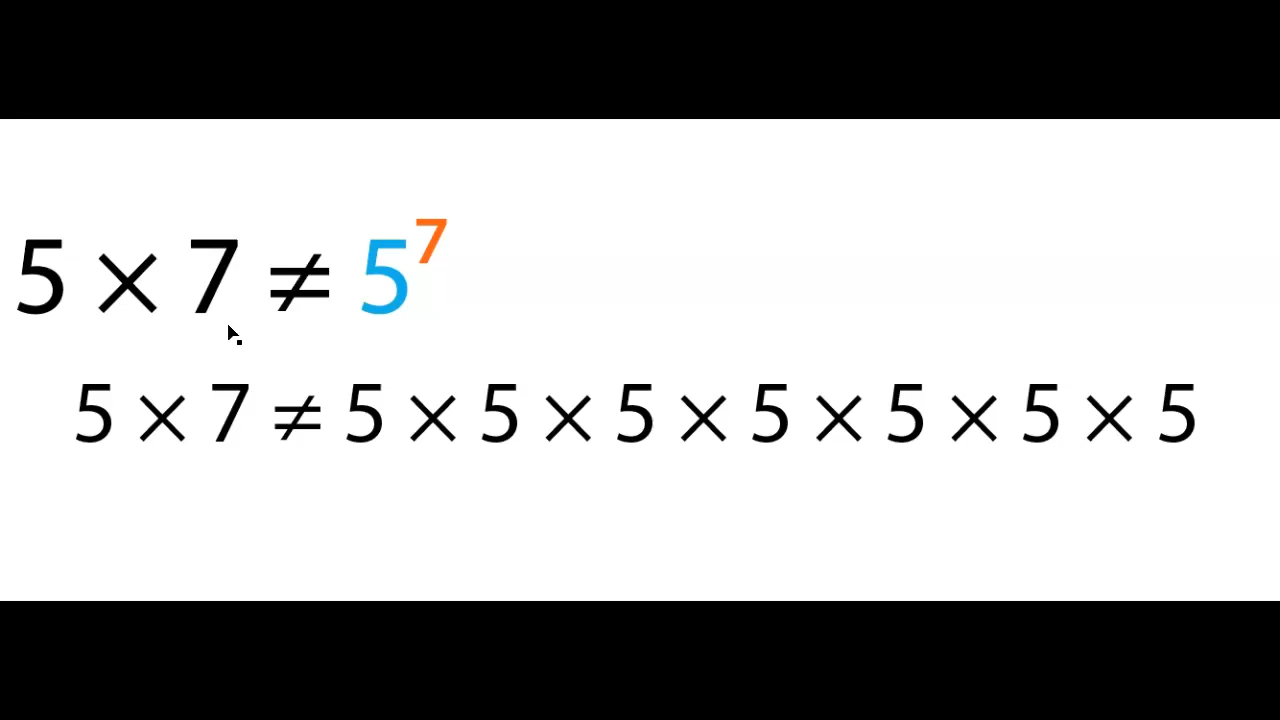 5 × 7 ≠ 5⁷
5 × 7 ≠ 5 × 5 × 5 × 5 × 5 × 5 × 5